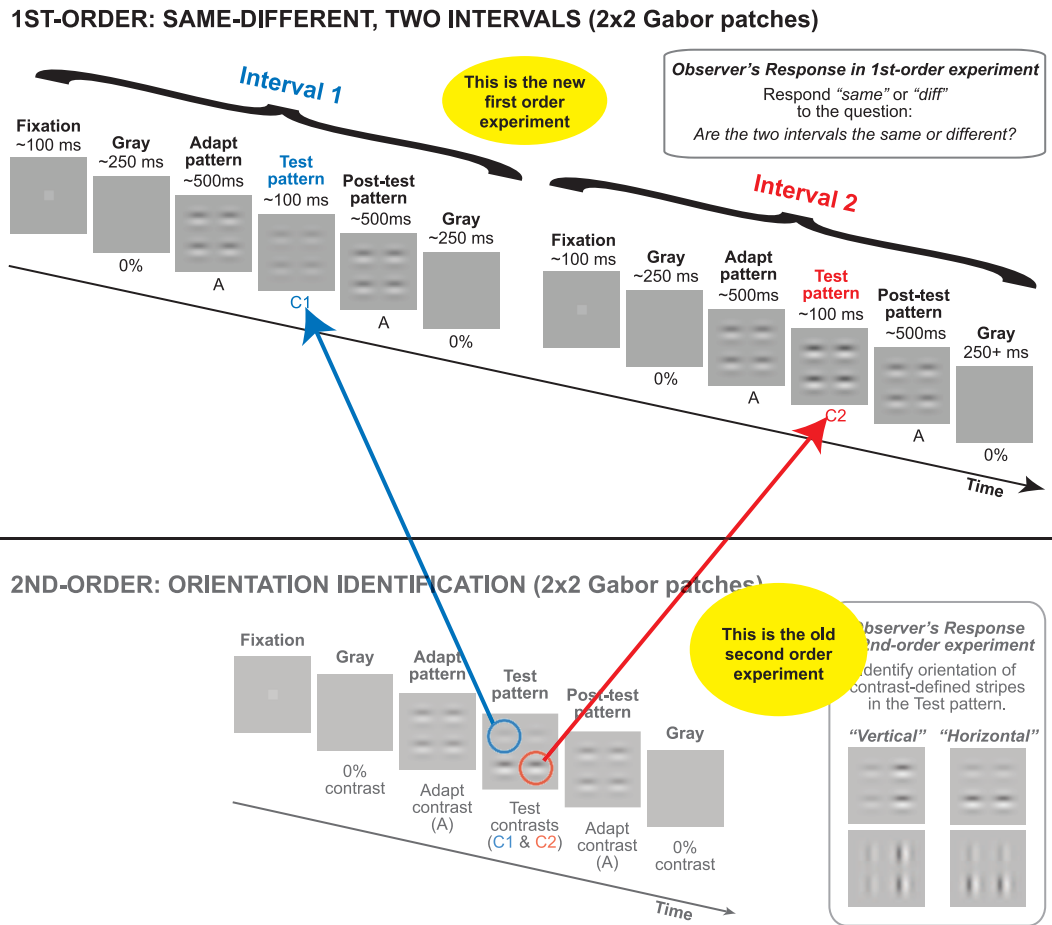 1ST-ORDER: SAME-DIFFERENT, TWO INTERVALS (2x2 Gabor patches)
Interval 1
This is the new
first order
experiment
Observer's Response in 1st-order experiment
Respond "same" or "diff"
to the question:
Are the two intervals the same or different?
Fixation
~100 ms
Gray
~250 ms
0%
Adapt
pattern
~500ms
A
Test
pattern
~100 ms
C1
Post-test
pattern
~500ms
A
Gray
~250 ms
0%
Interval 2
Fixation
~100 ms
Gray
~250 ms
0%
Adapt
pattern
~500ms
A
Test
pattern
~100 ms
C2
Post-test
pattern
~500ms
A
Gray
250+ ms
0%
Time
2ND-ORDER: ORIENTATION IDENTIFICATION (2x2 Gabor patches)
This is the old
second order
experiment
Fixation
Gray
0%
contrast
Adapt
pattern
Adapt
contrast
(A)
Test
pattern
Test
contrasts
(C1 & C2)
Post-test
pattern
Adapt
contrast
(A)
Gray
0%
contrast
Time
Observer's Response
2nd-order experiment
Identify orientation of
contrast-defined stripes
in the Test pattern.
"Vertical" "Horizontal"